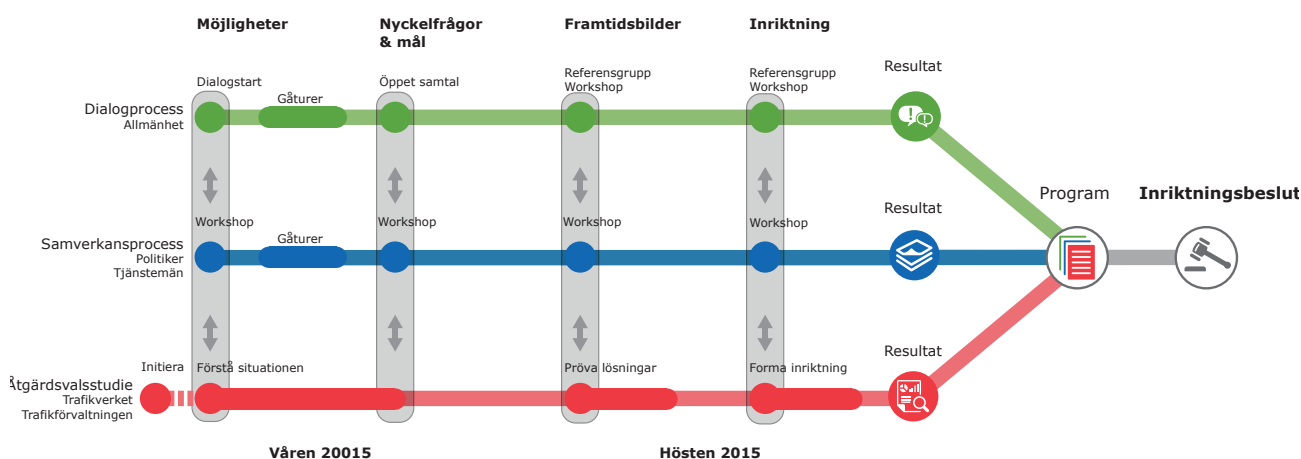 Möjligheter
Nyckelfrågor
& mål
Framtidsbilder
Inriktning
Dialogstart
Öppet samtal
Referensgrupp
Workshop
Referensgrupp
Workshop
Resultat
Gåturer
Dialogprocess
Allmänhet
Workshop
Workshop
Workshop
Workshop
Resultat
Program
Inriktningsbeslut
Gåturer
Samverkansprocess
Politiker
Tjänstemän
Initiera
Förstå situationen
Pröva lösningar
Forma inriktning
Resultat
Åtgärdsvalsstudie
Trafikverket
Trafikförvaltningen
Våren 20015
Hösten 2015